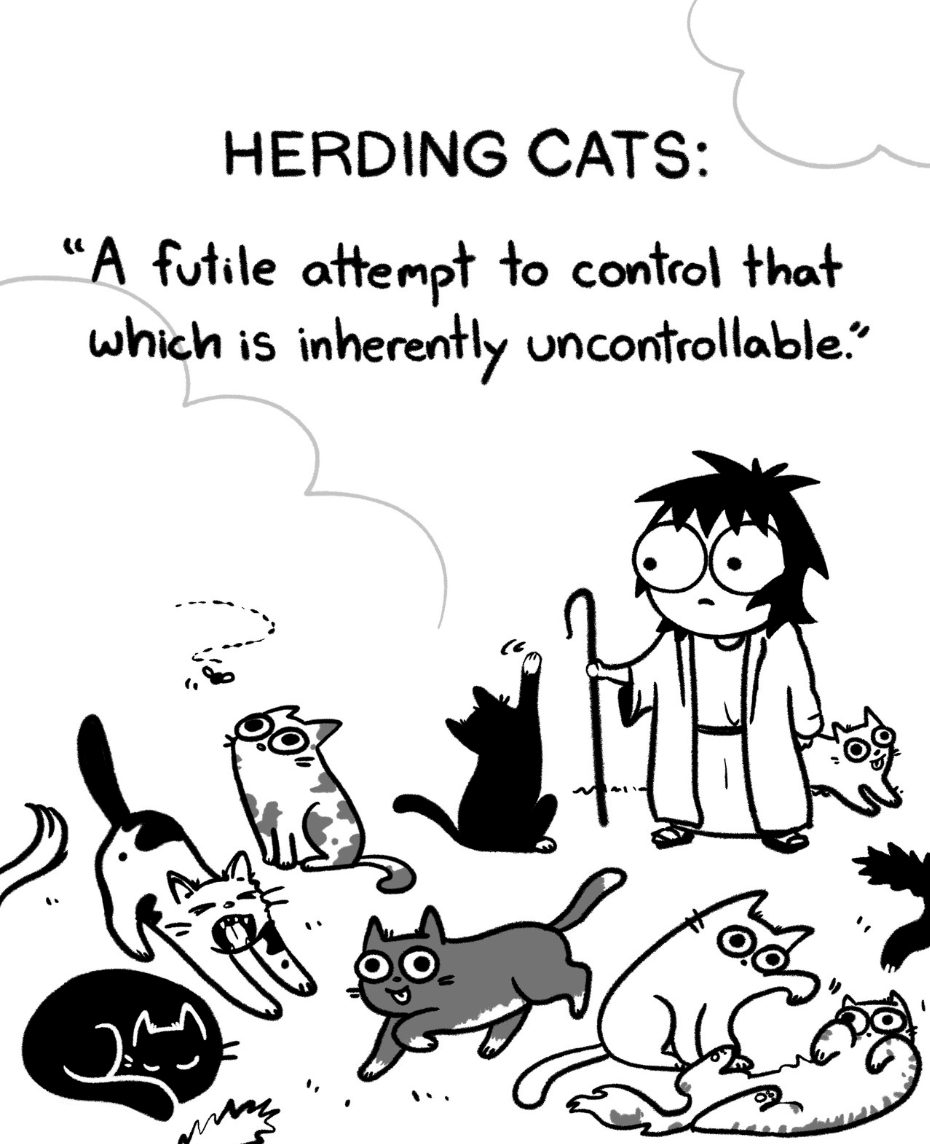 HERDING CATS:
“A futile attempt to control that
which is inherently uncontrollable.”